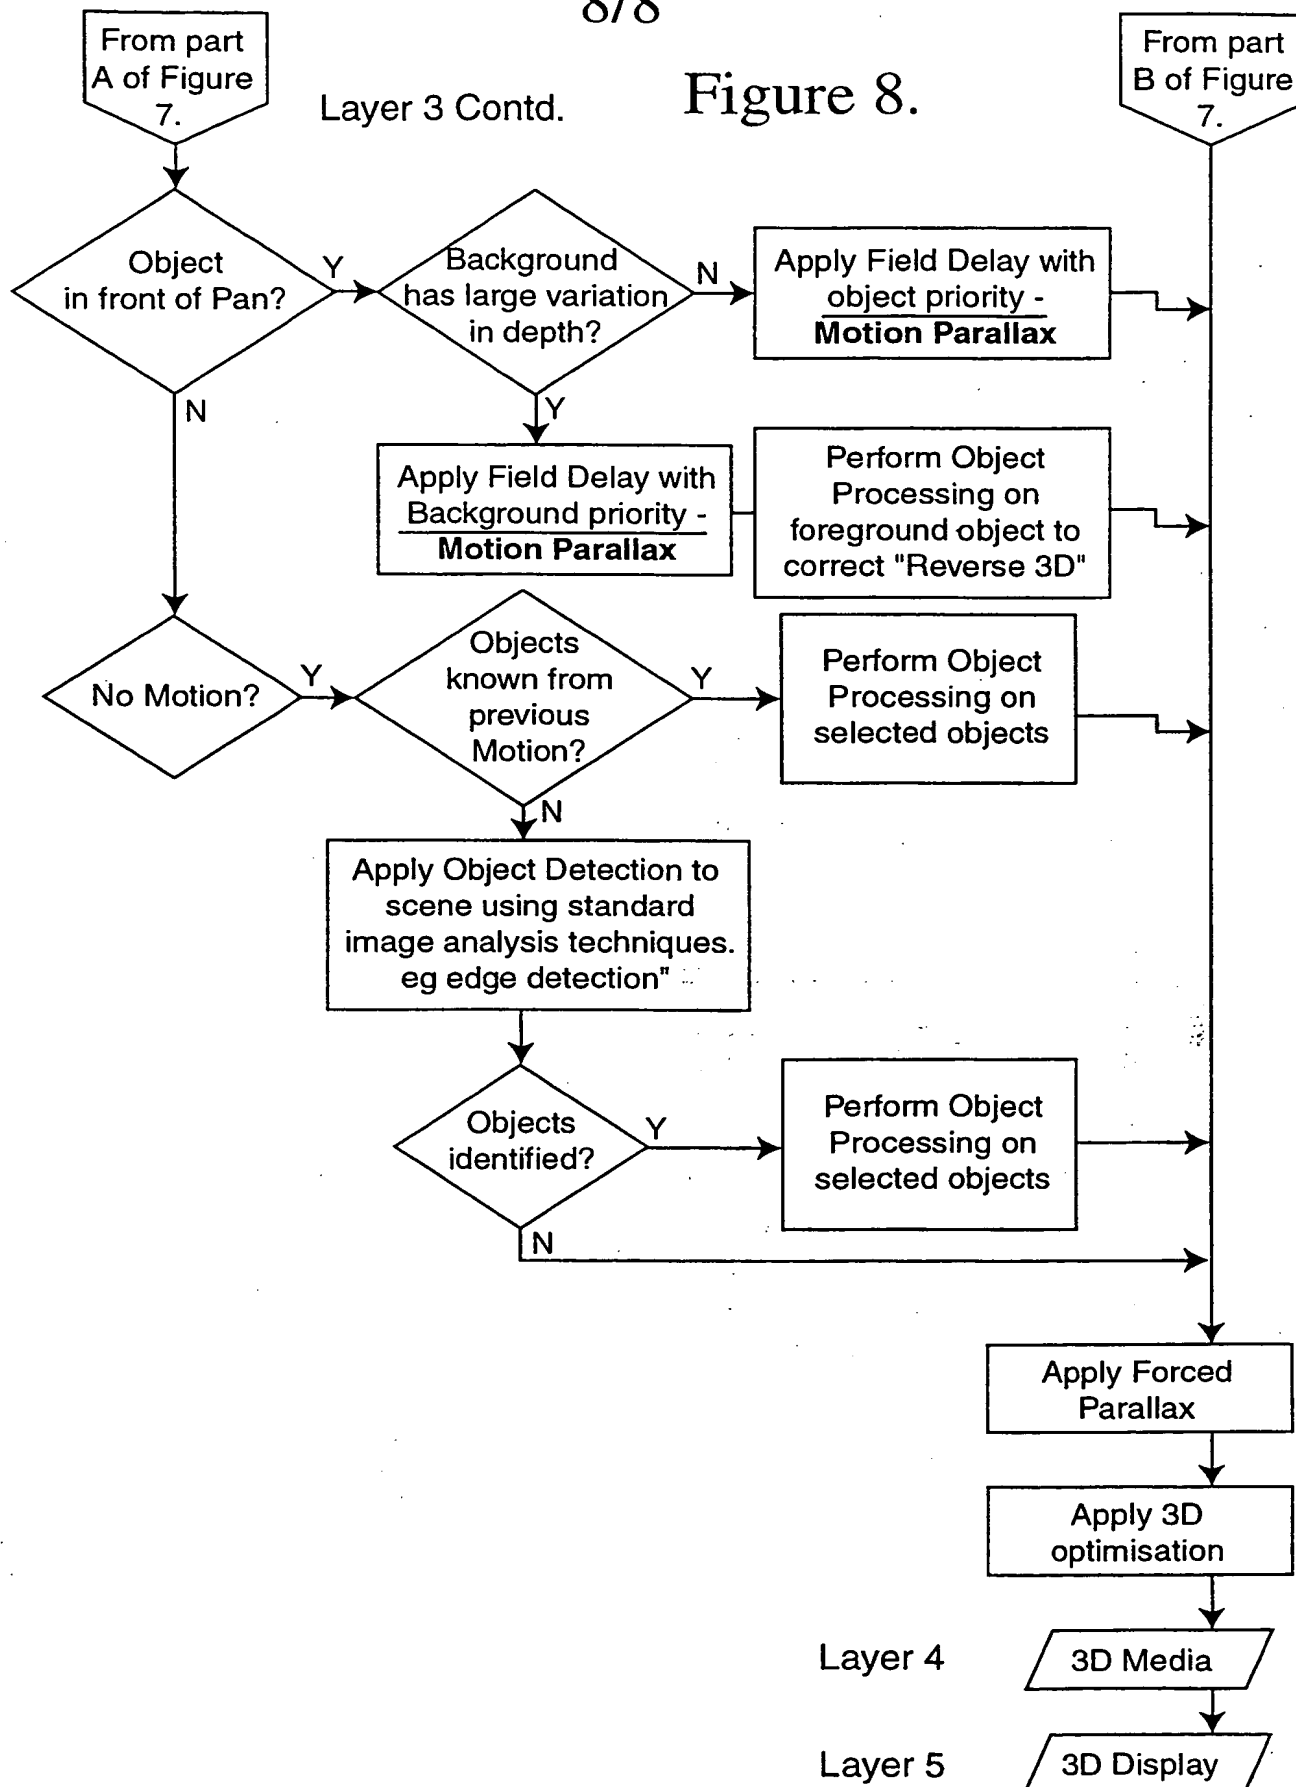 8/8
From part
A of Figure
7.
Layer 3 Contd.
Figure 8.
From part
B of Figure
7.
Object
in front of Pan?
Y
Background
has large variation
in depth?
N
Apply Field Delay with
object priority -
Motion Parallax
N
Y
Apply Field Delay with
Background priority -
Motion Parallax
Perform Object
Processing on
foreground object to
correct "Reverse 3D"
No Motion?
Y
Objects
known from
previous
Motion?
Y
Perform Object
Processing on
selected objects
N
Apply Object Detection to
scene using standard
image analysis techniques.
eg edge detection"
Objects
identified?
Y
Perform Object
Processing on
selected objects
N
Apply Forced
Parallax
Apply 3D
optimisation
Layer 4
3D Media
Layer 5
3D Display